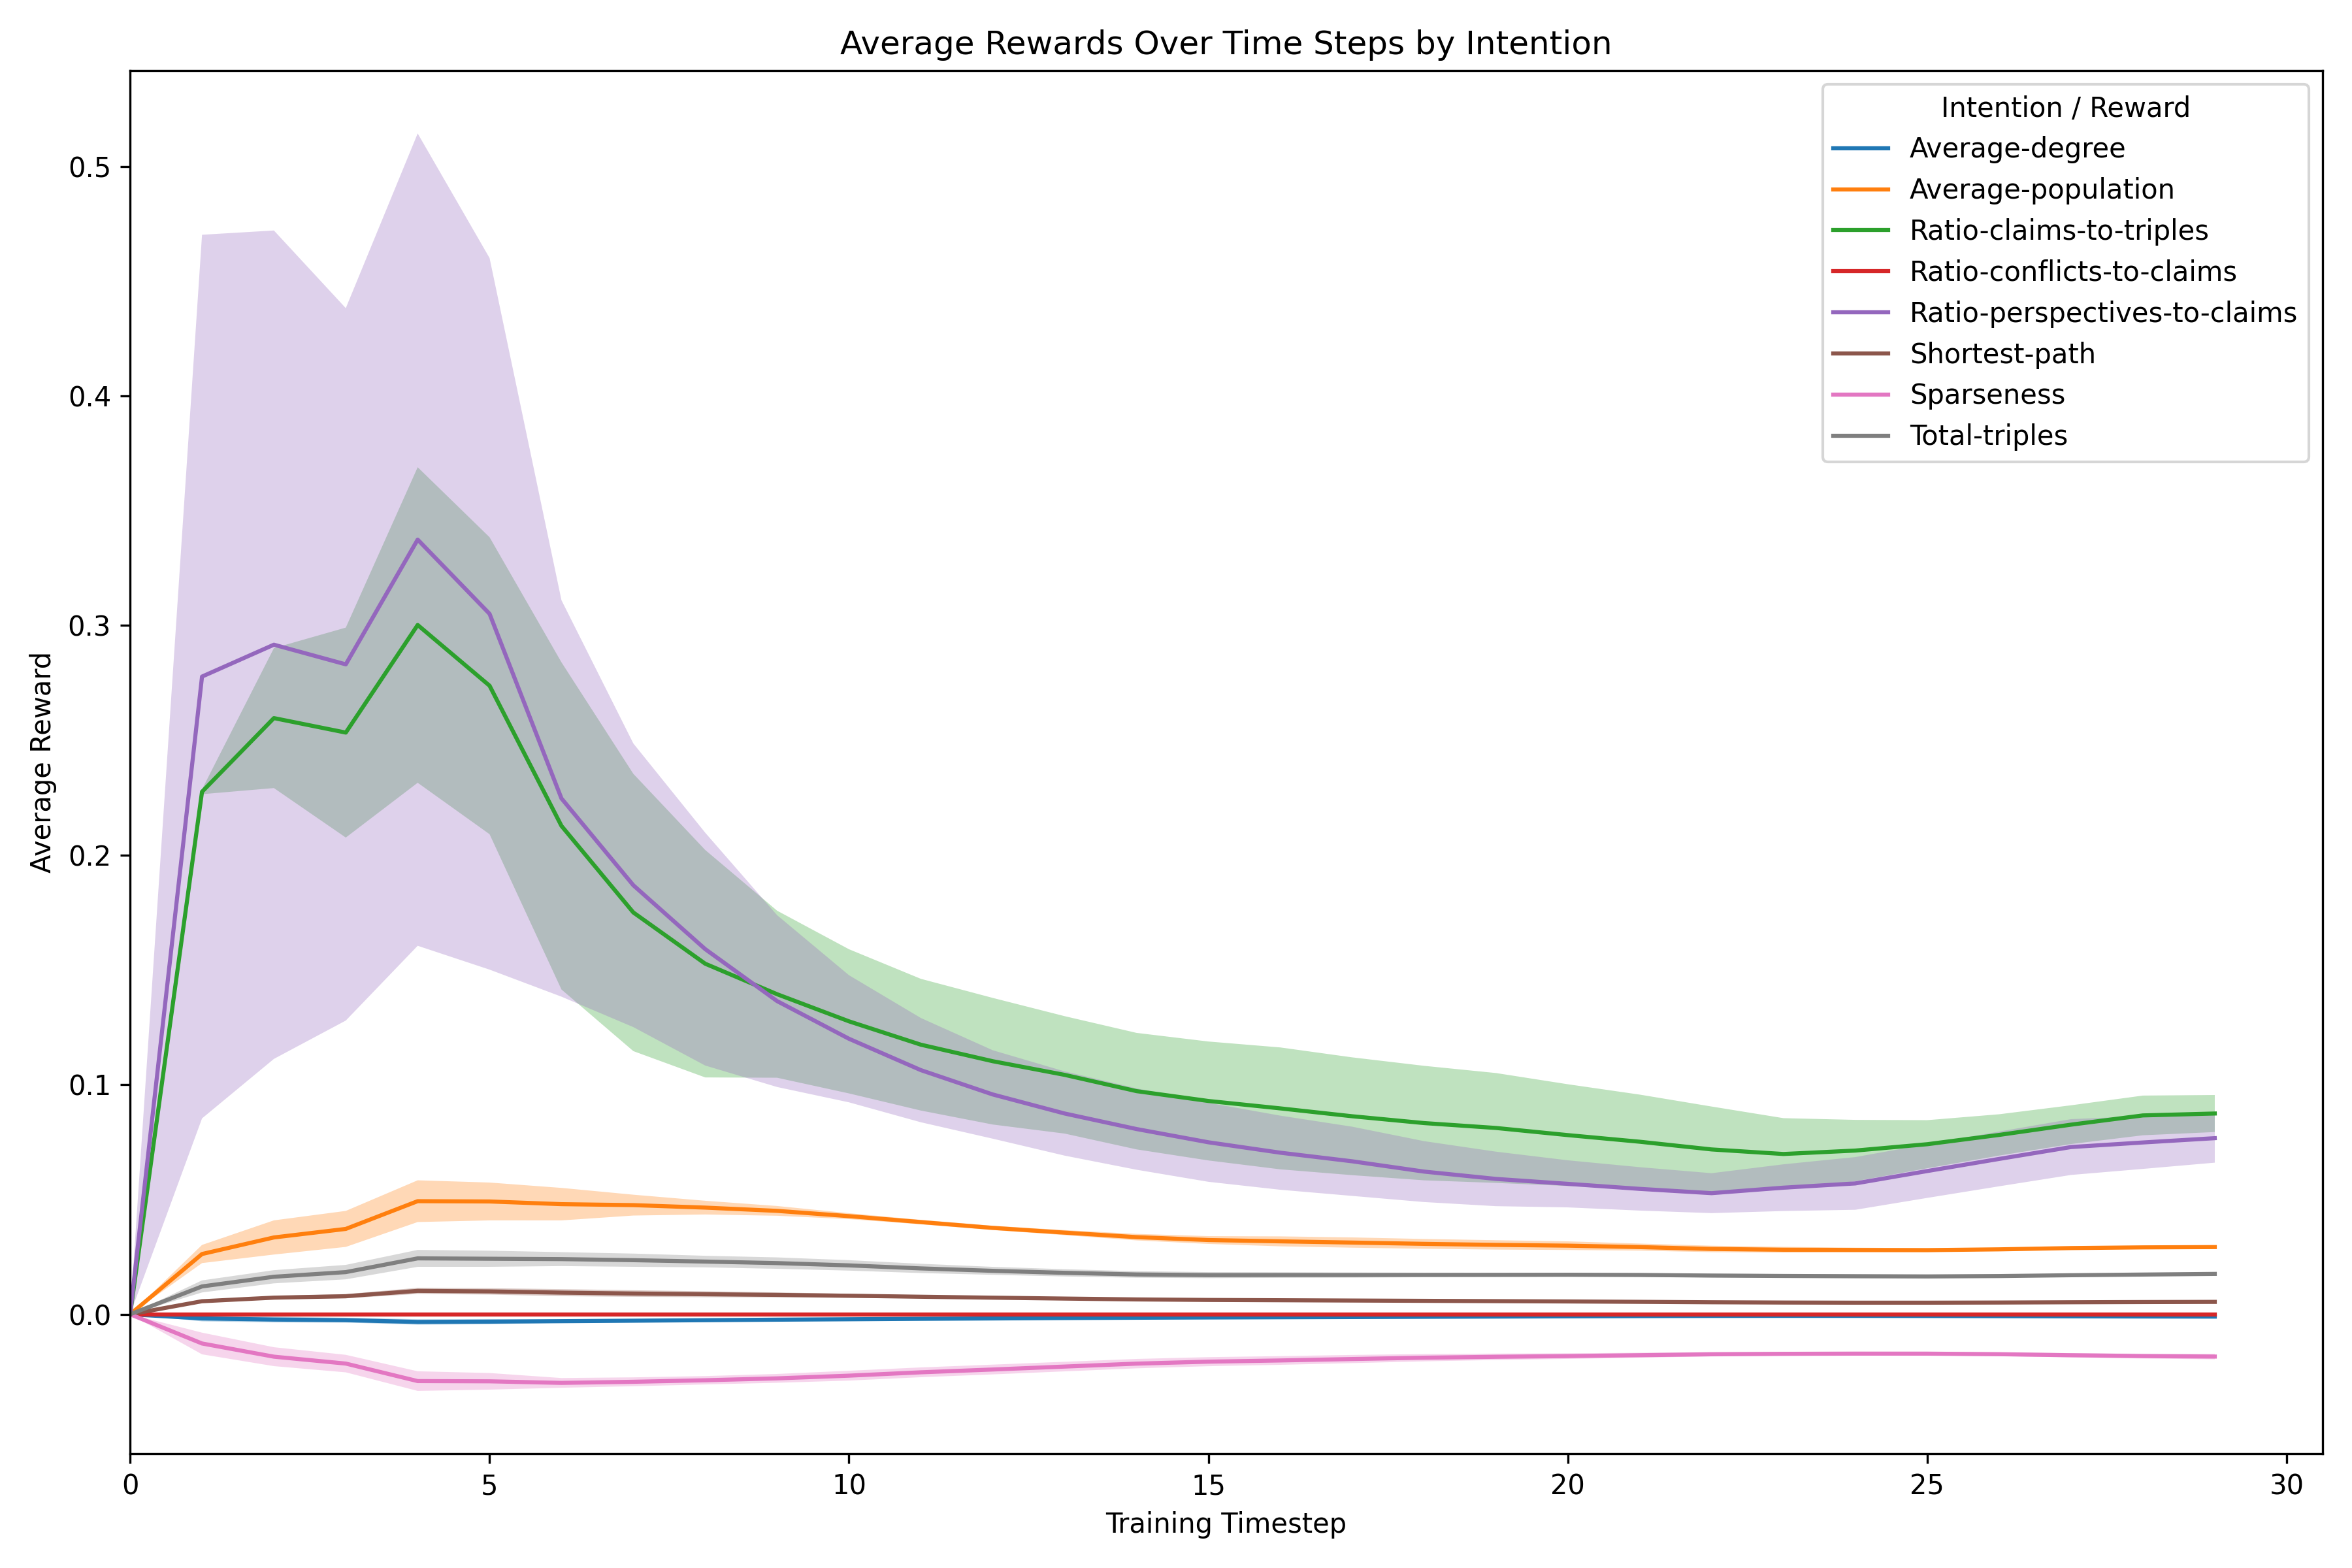 Average Rewards Over Time Steps by Intention
Intention / Reward
Average-degree
Average-population
Ratio-claims-to-triples
Ratio-conflicts-to-claims
Ratio-perspectives-to-claims
Shortest-path
Sparseness
Total-triples
Average Reward
0.5
0.4
0.3
0.2
0.1
0.0
0 5 10 15 20 25 30
Training Timestep